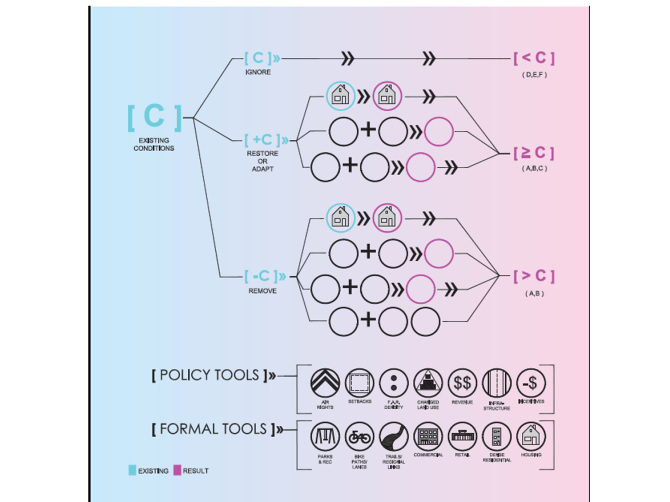 [ C ]»
IGNORE
[ < C ]
( D,E,F )
[ C ]
EXISTING
CONDITIONS
[ +C ]»
RESTORE
OR
ADAPT
[ ≥ C ]
( A,B,C )
[ -C ]»
REMOVE
[ > C ]
( A,B )
[ POLICY TOOLS ]»
$$
-$
AIR
RIGHTS
SETBACKS
F.A.R.
DENSITY
CHANGED
LAND USE
REVENUE
INFRA-
STRUCTURE
INCENTIVES
[ FORMAL TOOLS ]»
PARKS
& REC
BIKE
PATHS/
LANES
TRAILS/
REGIONAL
LINKS
COMMERCIAL
RETAIL
DENSE
RESIDENTIAL
HOUSING
EXISTING
RESULT